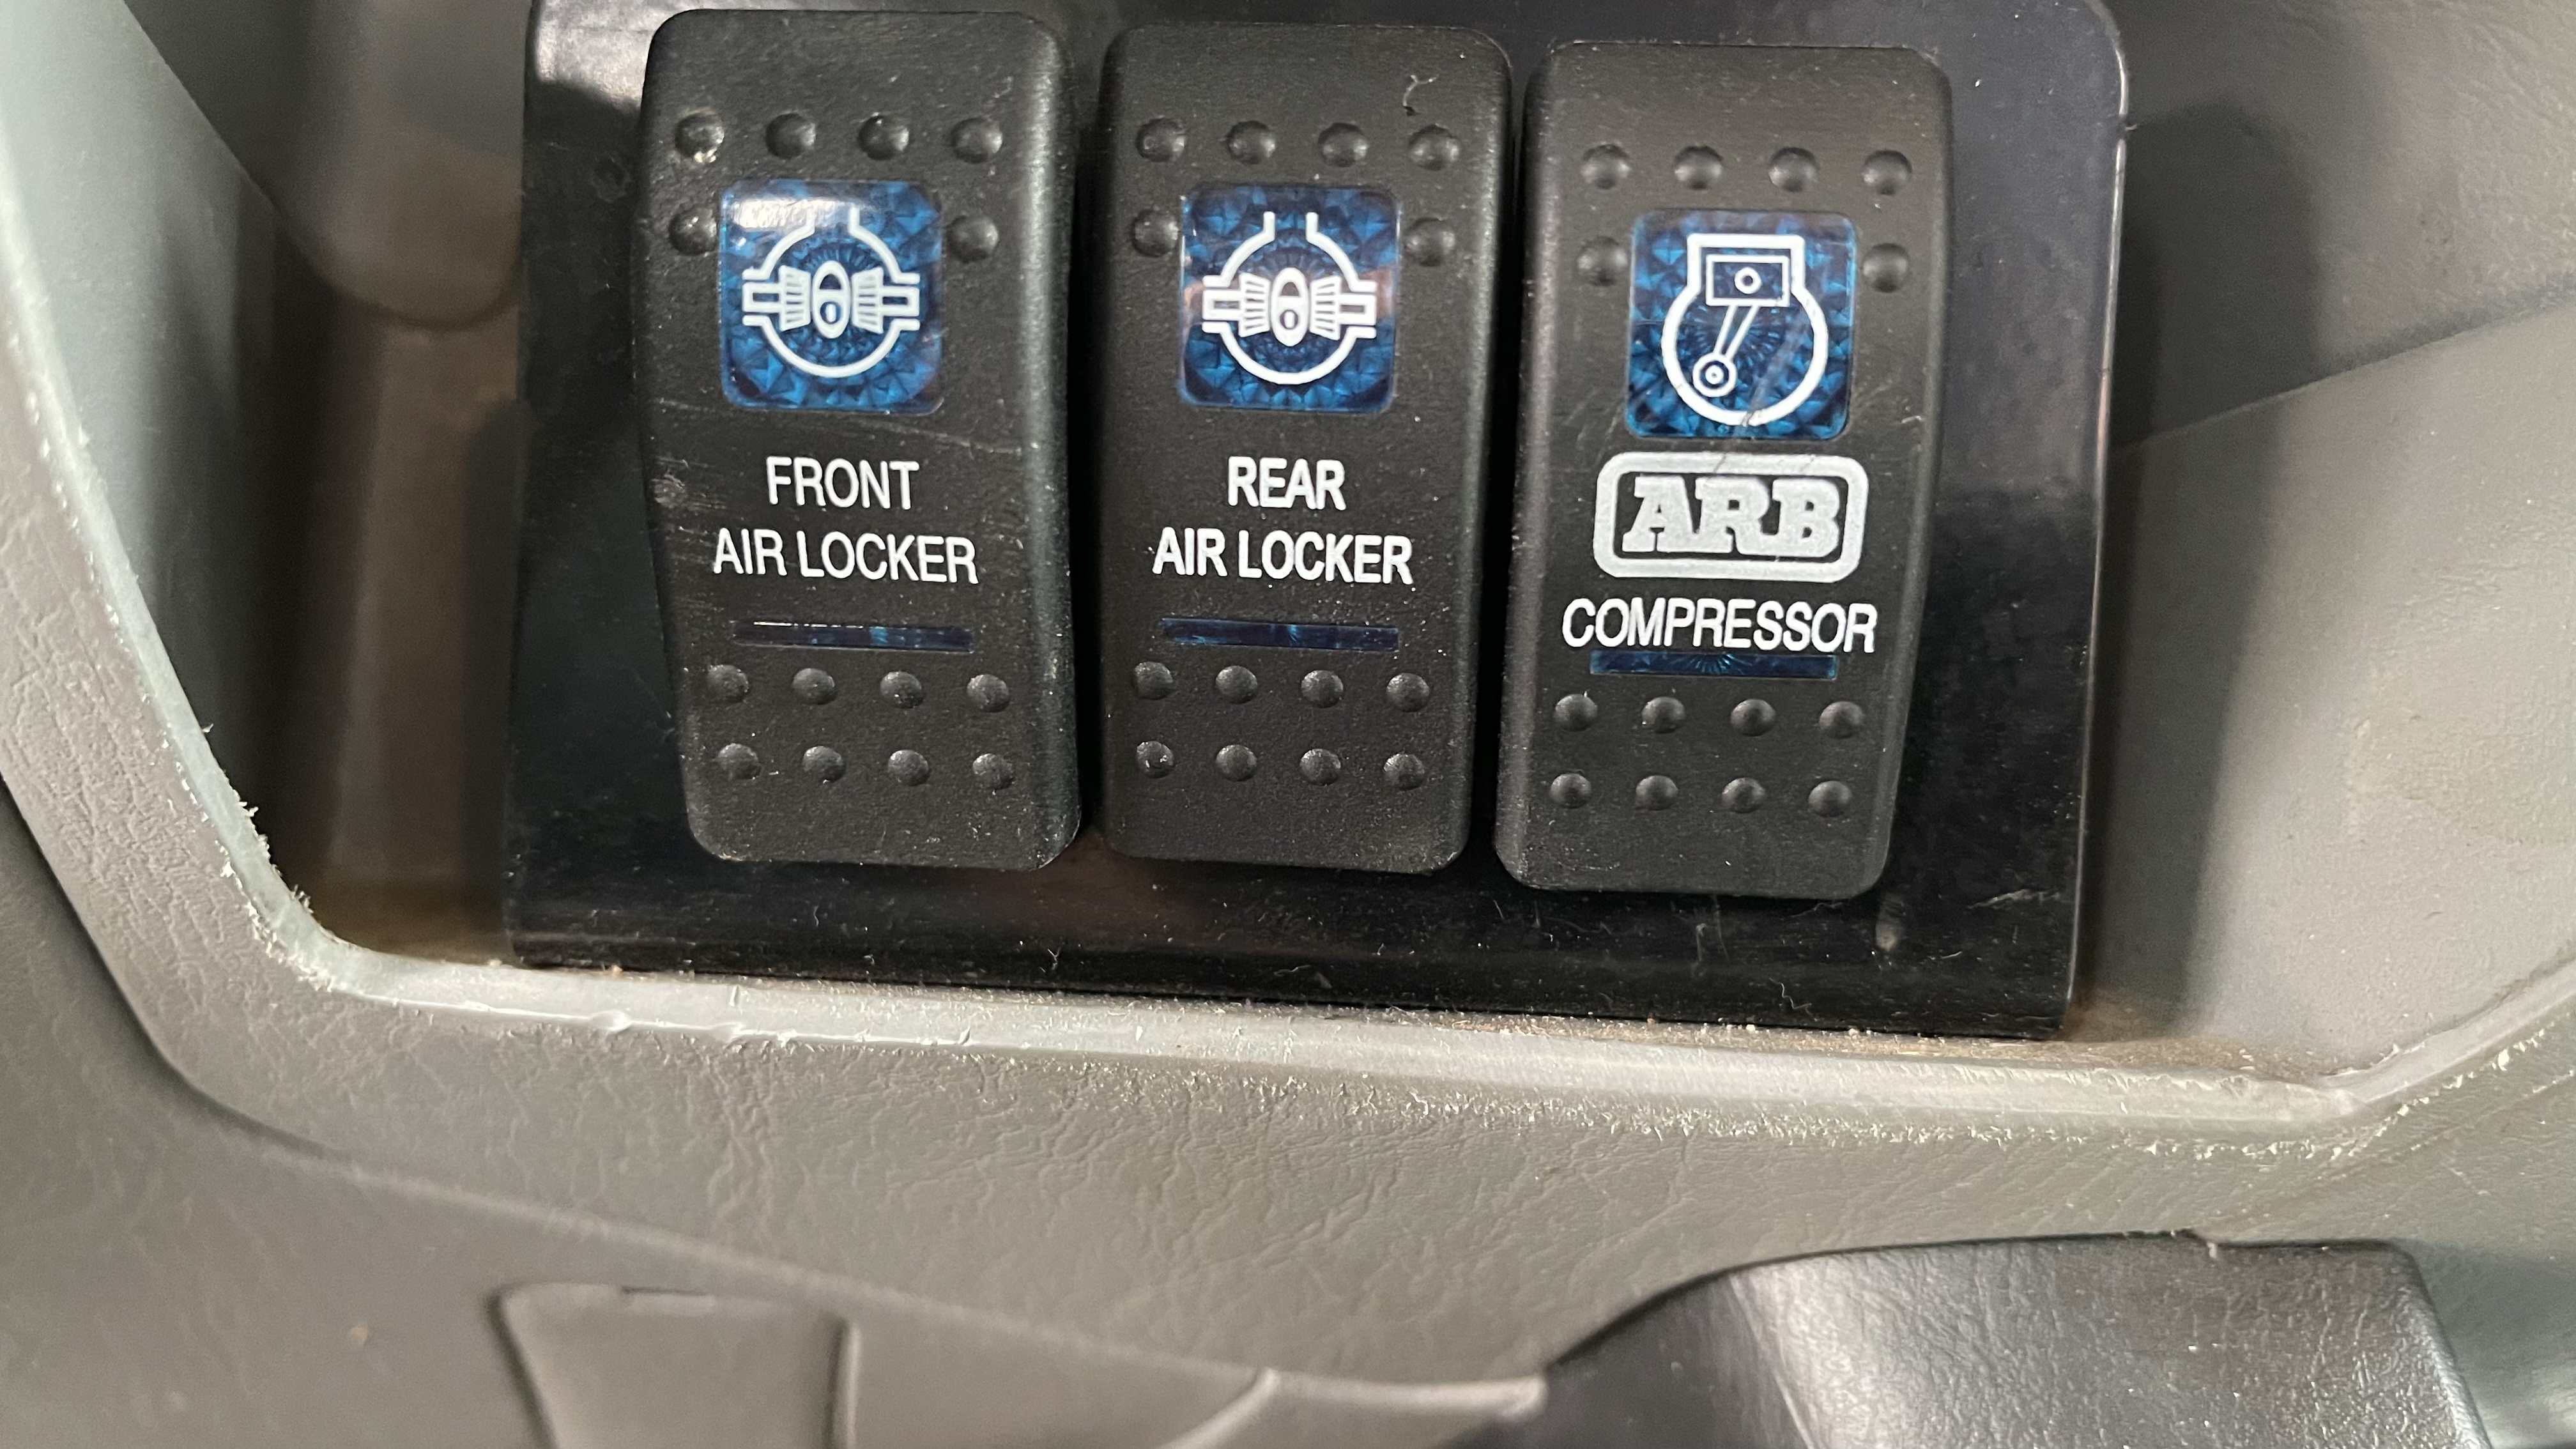 FRONT
AIR LOCKER
REAR
AIR LOCKER
ARB
COMPRESSOR